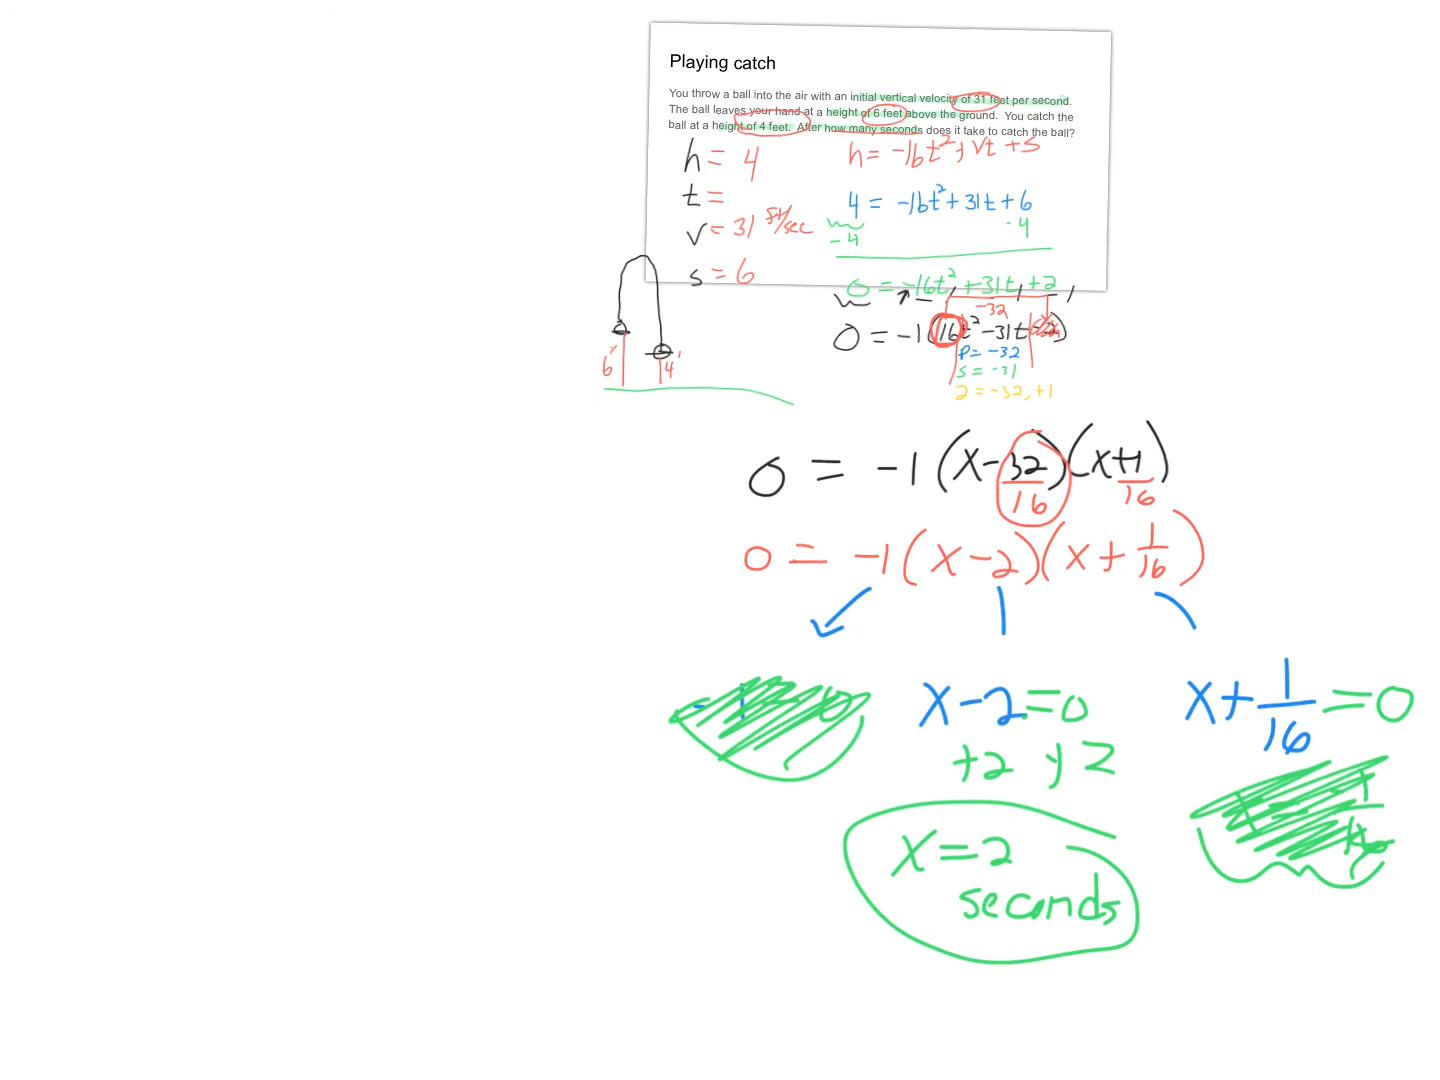 Playing catch
You throw a ball into the air with an initial vertical velocity of 31 feet per second.
The ball leaves your hand at a height of 6 feet above the ground. You catch the
ball at a height of 4 feet. After how many seconds does it take to catch the ball?
h = 4
h = -16t² + vt + s
t =
4 = -16t² + 31t + 6
v = 31 ft/sec
-4 -4
s = 6
0 = -16t² + 31t + 2
-32
0 = -1(16t² - 31t - 2)
p = -32
s = -31
2 = -32, +1
6' 4'
0 = -1(x - 32/16)(x + 1/16)
0 = -1(x - 2)(x + 1/16)
x - 2 = 0
x + 1/16 = 0
+2 +2
x = 2
seconds